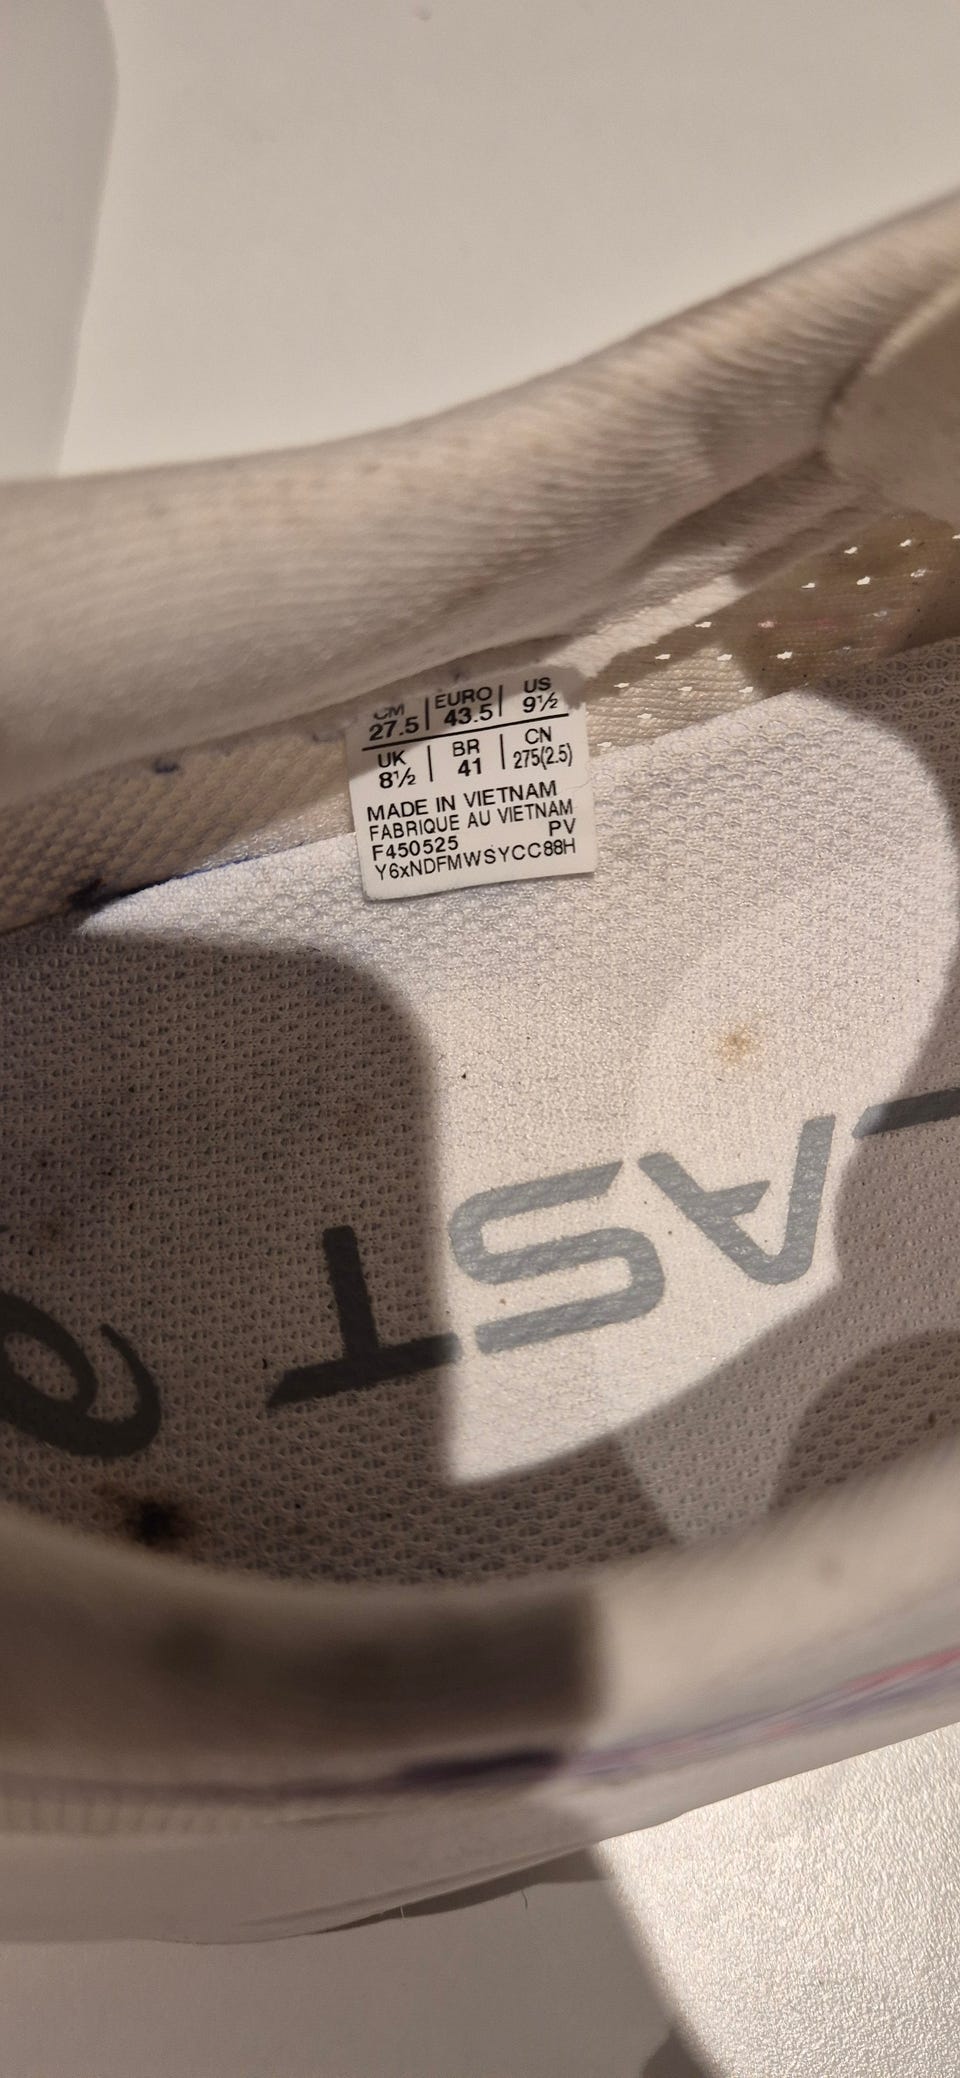 CM EURO US
27.5 43.5 9½
UK BR CN
8½ 41 275(2.5)
MADE IN VIETNAM
FABRIQUE AU VIETNAM
F450525 PV
Y6xNDFMWSYCC88H